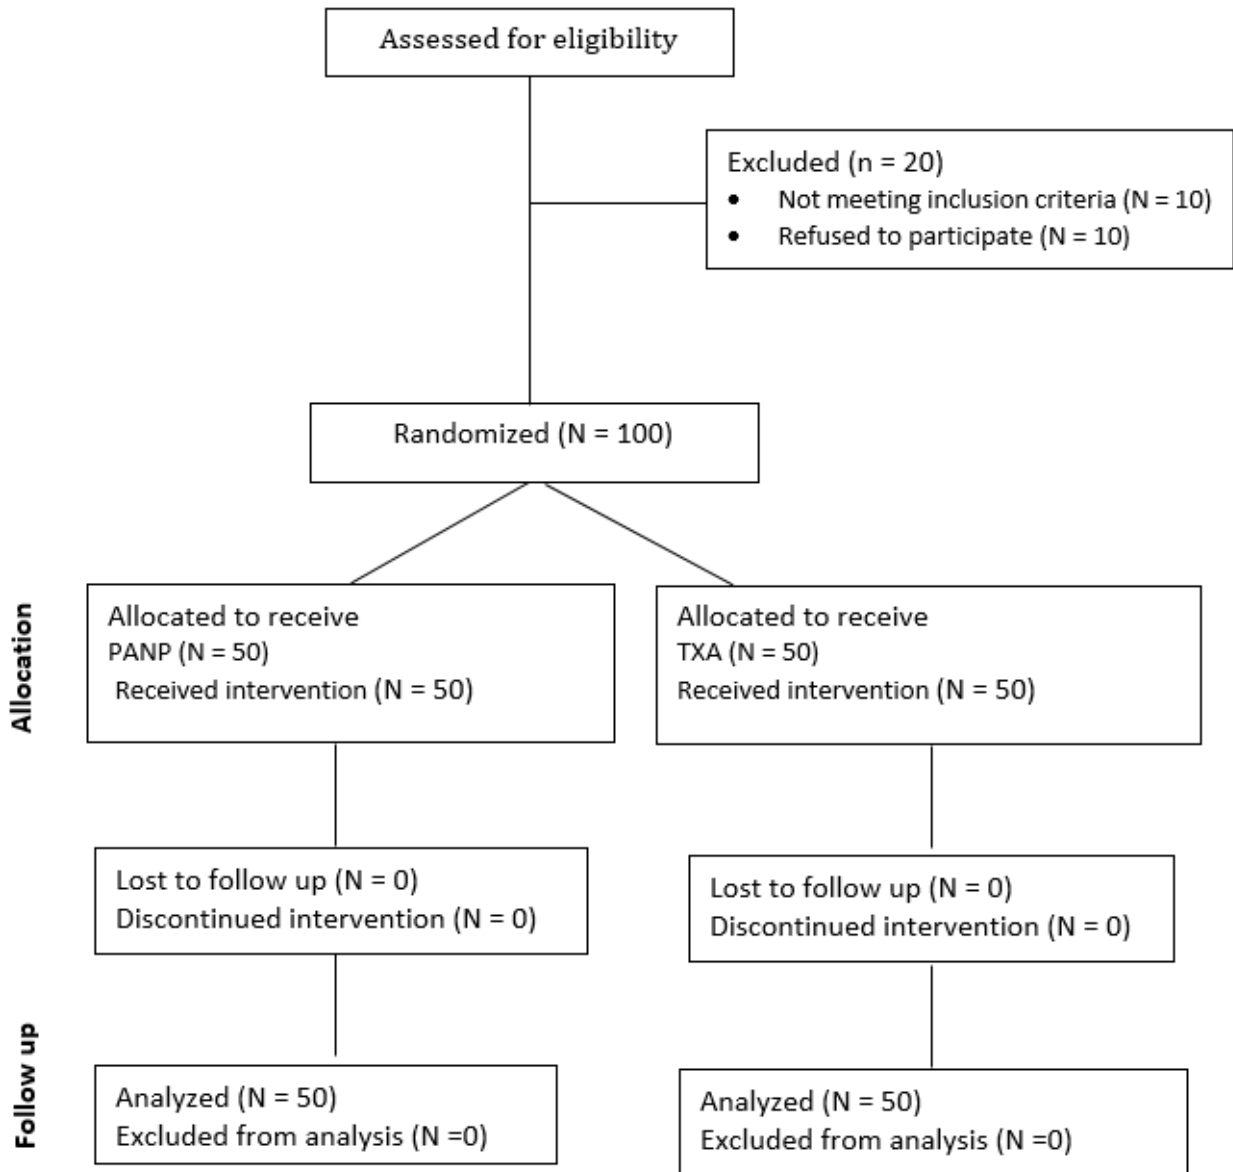 Assessed for eligibility
Excluded (n = 20)
• Not meeting inclusion criteria (N = 10)
• Refused to participate (N = 10)
Randomized (N = 100)
Allocation
Allocated to receive
PANP (N = 50)
Received intervention (N = 50)
Allocated to receive
TXA (N = 50)
Received intervention (N = 50)
Lost to follow up (N = 0)
Discontinued intervention (N = 0)
Lost to follow up (N = 0)
Discontinued intervention (N = 0)
Follow up
Analyzed (N = 50)
Excluded from analysis (N =0)
Analyzed (N = 50)
Excluded from analysis (N =0)